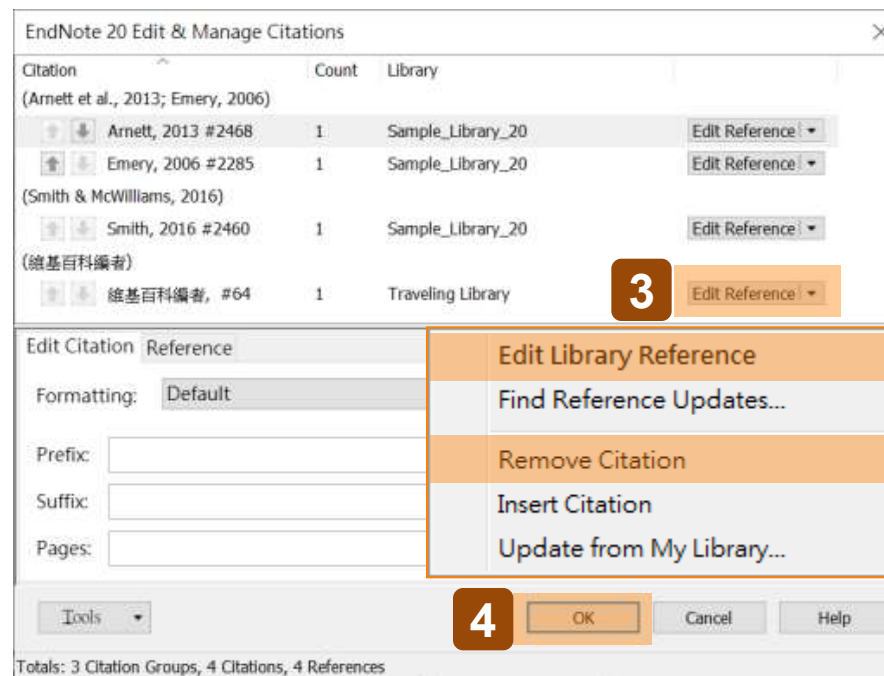 EndNote 20 Edit & Manage Citations
Citation Count Library
(Arnett et al., 2013; Emery, 2006)
Arnett, 2013 #2468 1 Sample_Library_20 Edit Reference
Emery, 2006 #2285 1 Sample_Library_20 Edit Reference
(Smith & McWilliams, 2016)
Smith, 2016 #2460 1 Sample_Library_20 Edit Reference
(維基百科編者)
維基百科編者, #64 1 Traveling Library 3 Edit Reference
Edit Citation Reference
Formatting: Default
Prefix:
Suffix:
Pages:
Edit Library Reference
Find Reference Updates...
Remove Citation
Insert Citation
Update from My Library...
Tools 4 OK Cancel Help
Totals: 3 Citation Groups, 4 Citations, 4 References